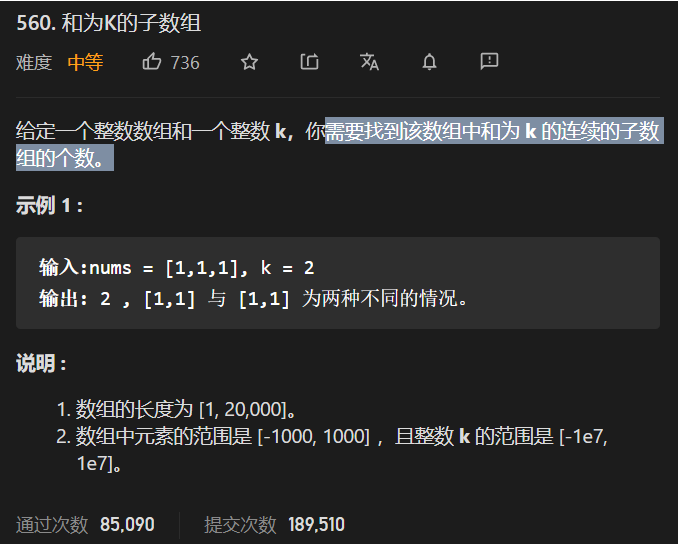 560. 和为K的子数组
难度 中等 736
给定一个整数数组和一个整数 k，你需要找到该数组中和为 k 的连续的子数
组的个数。
示例 1 :
输入:nums = [1,1,1], k = 2
输出: 2 , [1,1] 与 [1,1] 为两种不同的情况。
说明 :
1. 数组的长度为 [1, 20,000]。
2. 数组中元素的范围是 [-1000, 1000] ，且整数 k 的范围是 [-1e7,
1e7]。
通过次数 85,090 提交次数 189,510